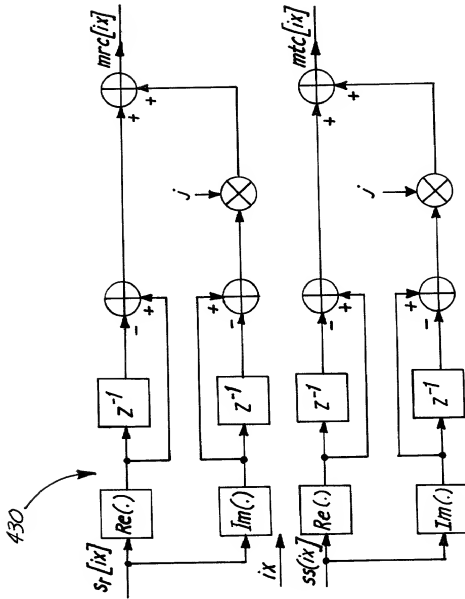 430
sr[ix]
Re(.)
z⁻¹
-
+
+
+
mrc[ix]
Im(.)
z⁻¹
-
+
j
ix
ss[ix]
Re(.)
z⁻¹
-
+
+
+
mtc[ix]
Im(.)
z⁻¹
-
+
j